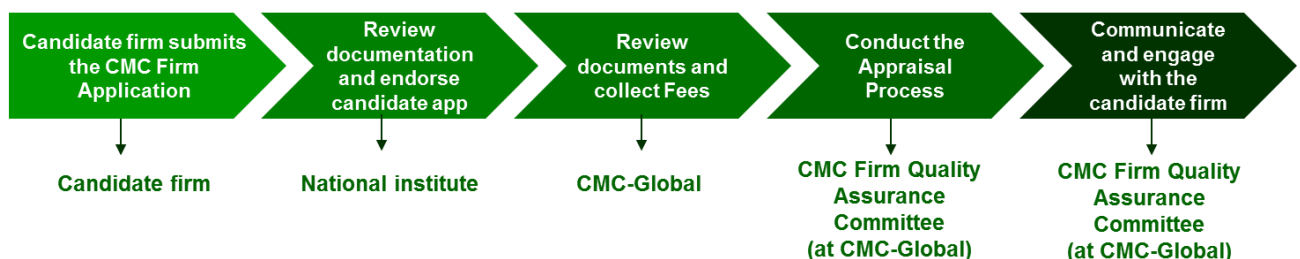 Candidate firm submits
the CMC Firm
Application
Review
documentation
and endorse
candidate app
Review
documents and
collect Fees
Conduct the
Appraisal
Process
Communicate
and engage
with the
candidate firm
Candidate firm
National institute
CMC-Global
CMC Firm Quality
Assurance
Committee
(at CMC-Global)
CMC Firm Quality
Assurance
Committee
(at CMC-Global)